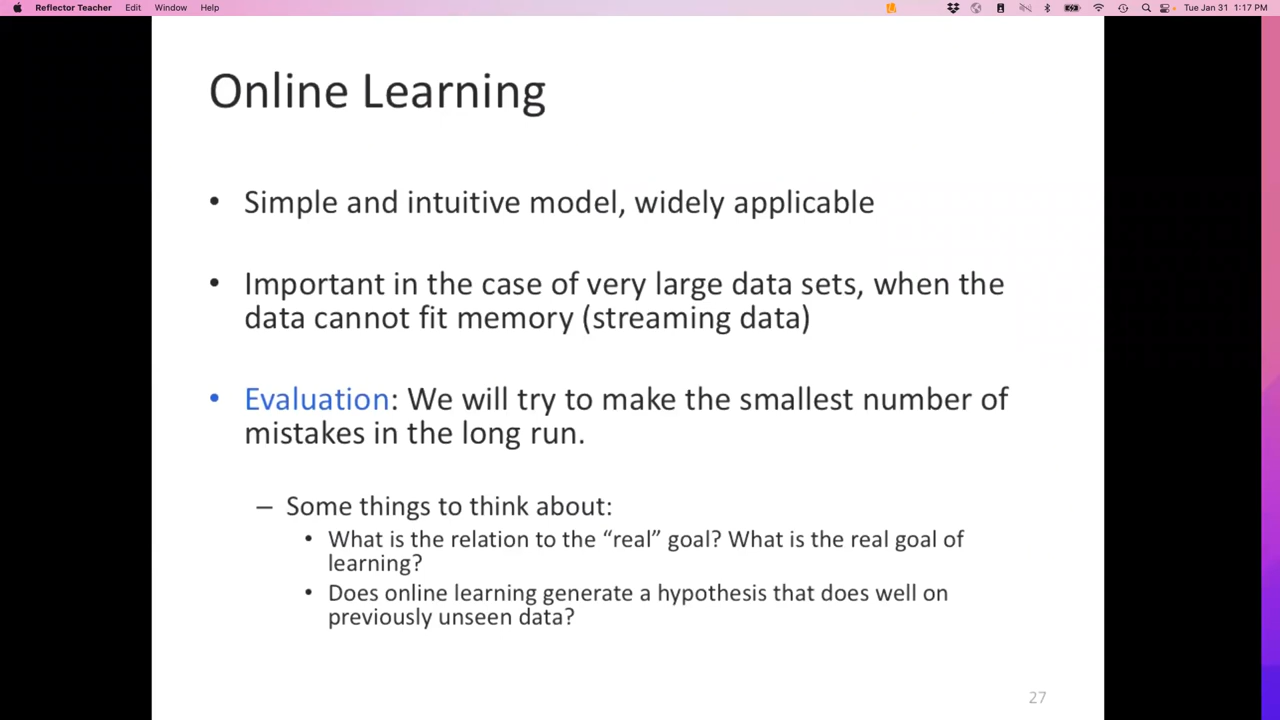 Reflector Teacher Edit Window Help Tue Jan 31 1:17 PM
Online Learning
• Simple and intuitive model, widely applicable
• Important in the case of very large data sets, when the
data cannot fit memory (streaming data)
• Evaluation: We will try to make the smallest number of
mistakes in the long run.
– Some things to think about:
• What is the relation to the “real” goal? What is the real goal of
learning?
• Does online learning generate a hypothesis that does well on
previously unseen data?
27